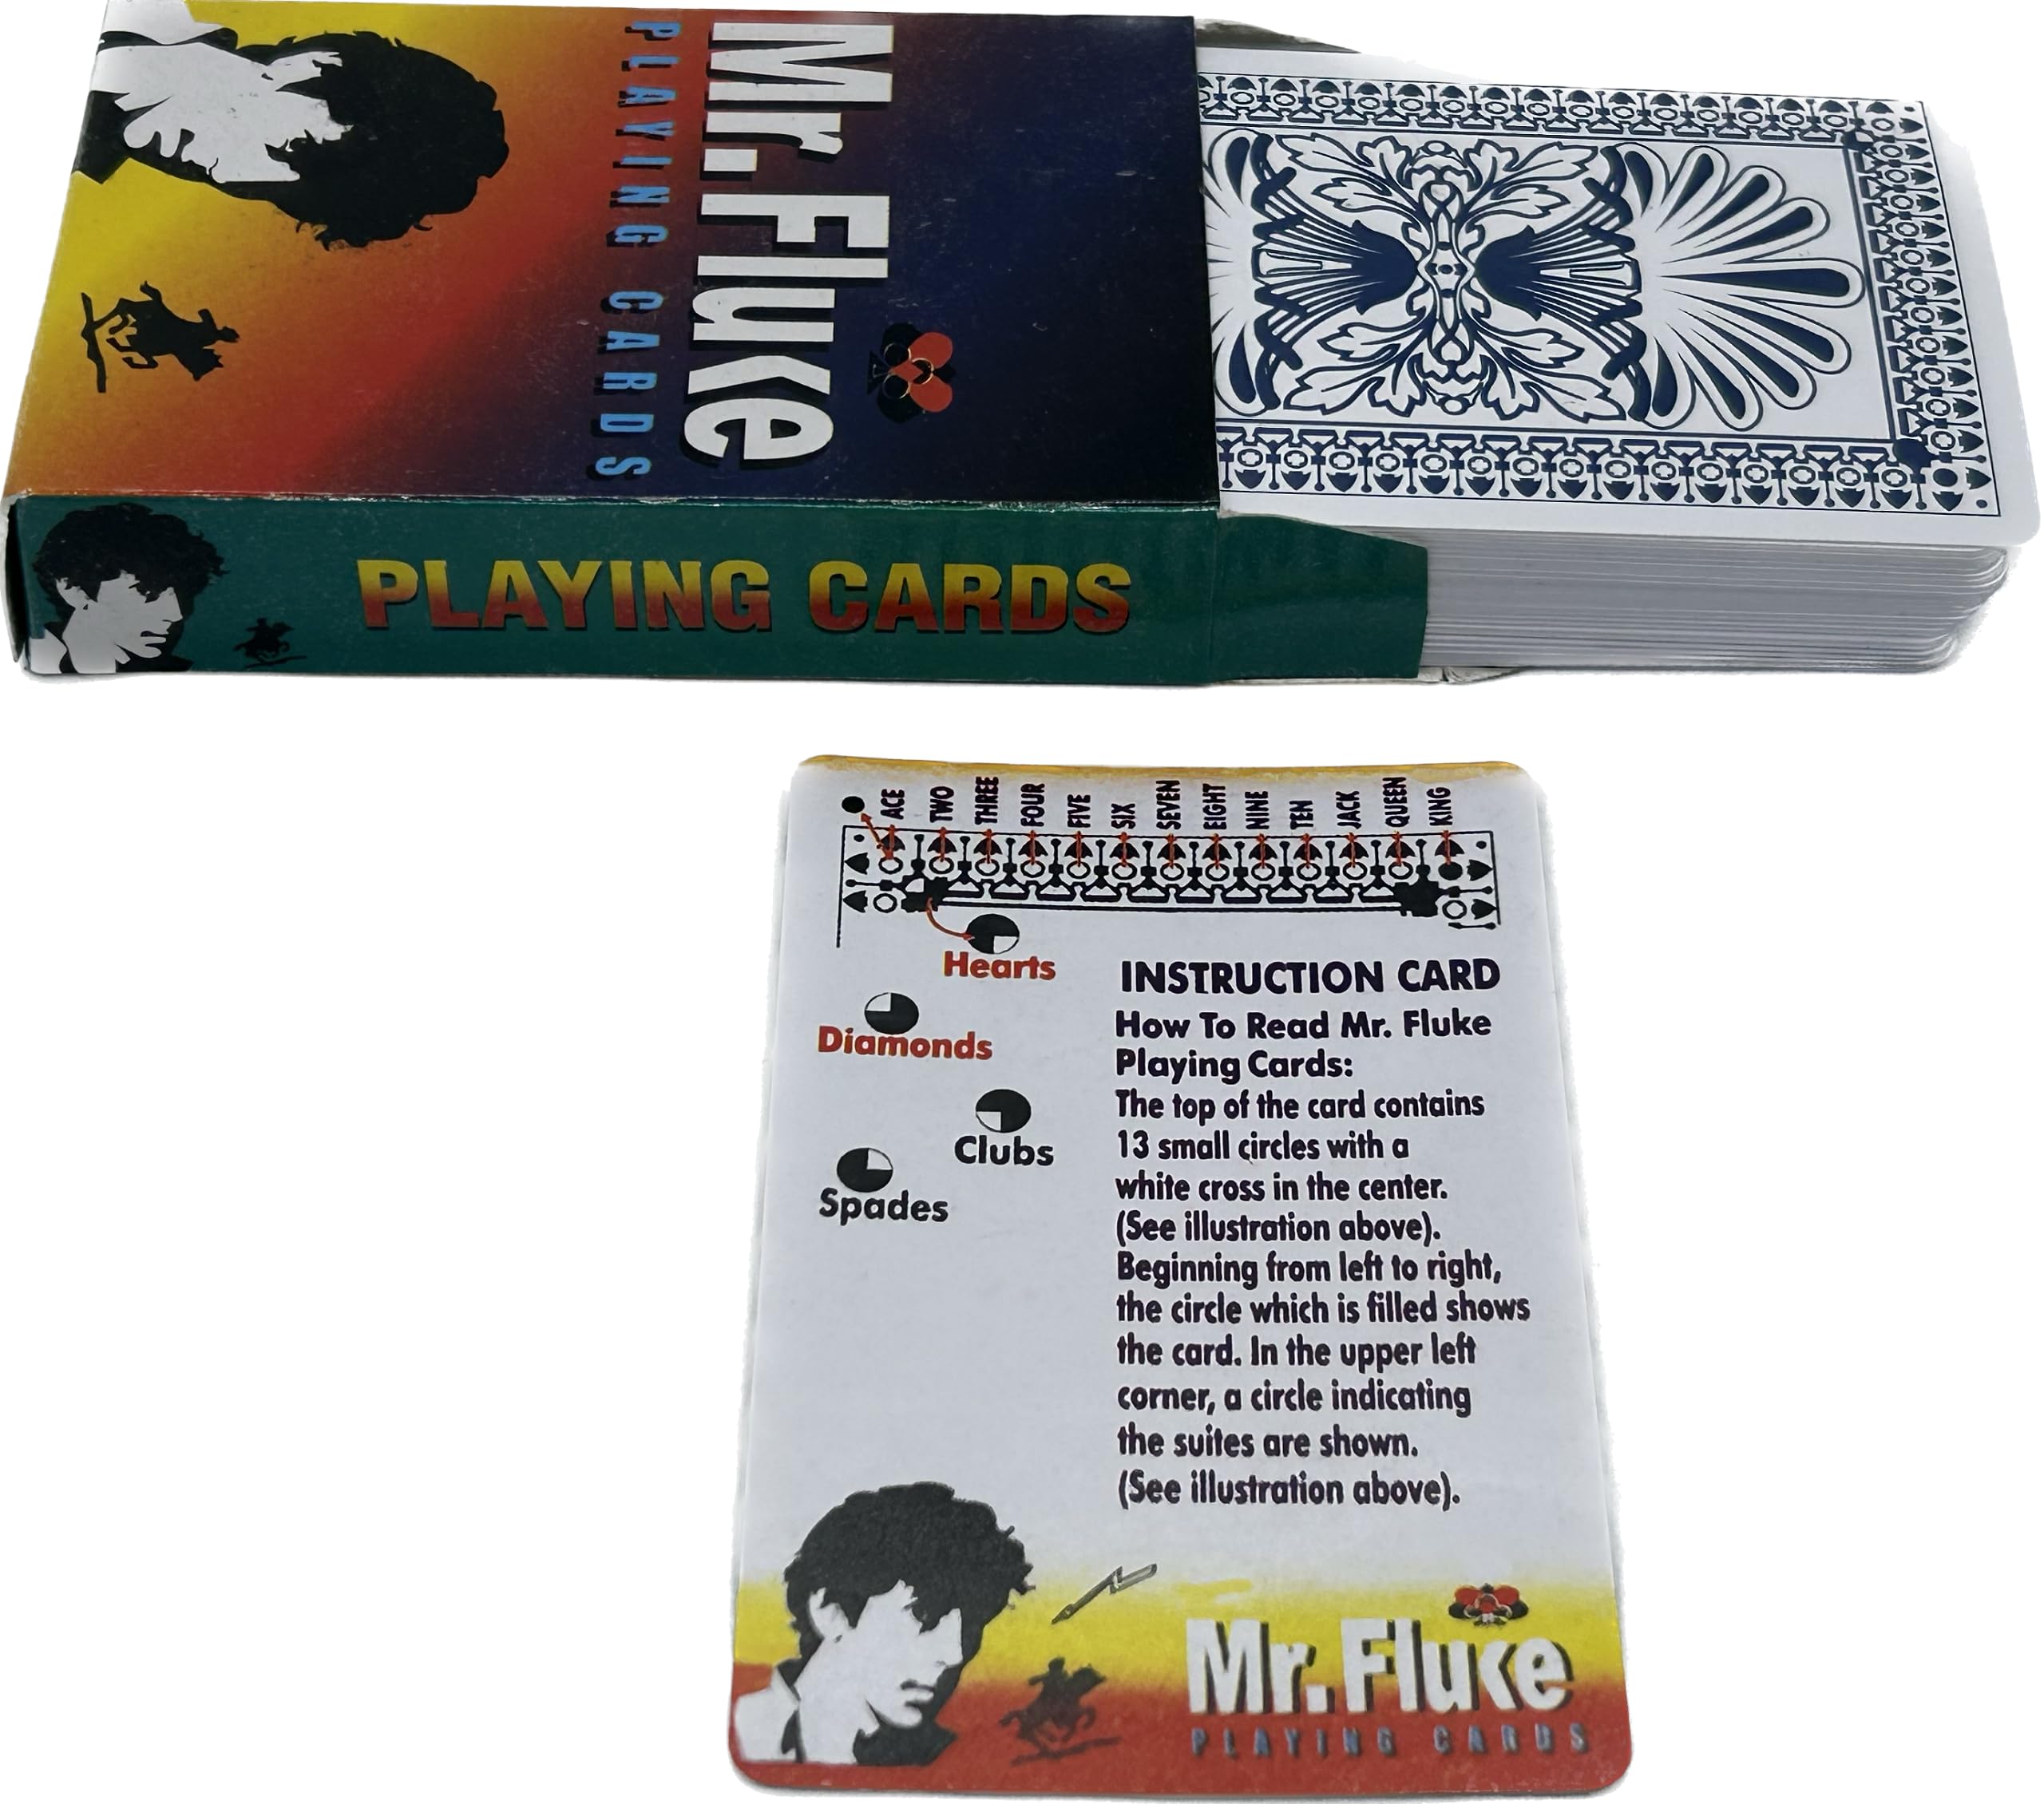 Mr. Fluke
PLAYING CARDS
PLAYING CARDS
ACE
TWO
THREE
FOUR
FIVE
SIX
SEVEN
EIGHT
NINE
TEN
JACK
QUEEN
KING
Hearts
Diamonds
Clubs
Spades
INSTRUCTION CARD
How To Read Mr. Fluke
Playing Cards:
The top of the card contains
13 small circles with a
white cross in the center.
(See illustration above).
Beginning from left to right,
the circle which is filled shows
the card. In the upper left
corner, a circle indicating
the suites are shown.
(See illustration above).
Mr. Fluke
PLAYING CARDS